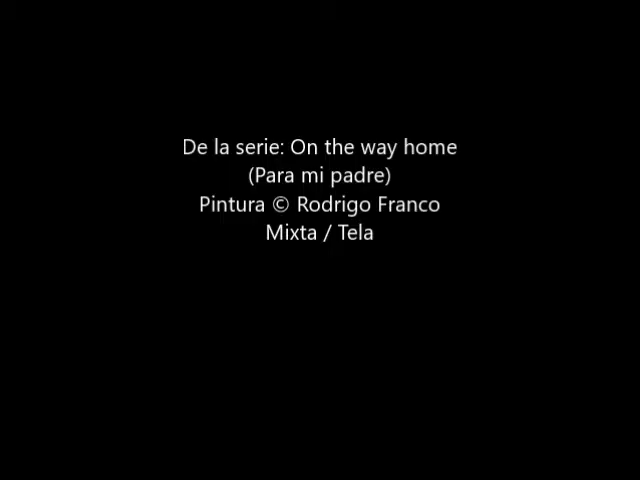 De la serie: On the way home
(Para mi padre)
Pintura © Rodrigo Franco
Mixta / Tela